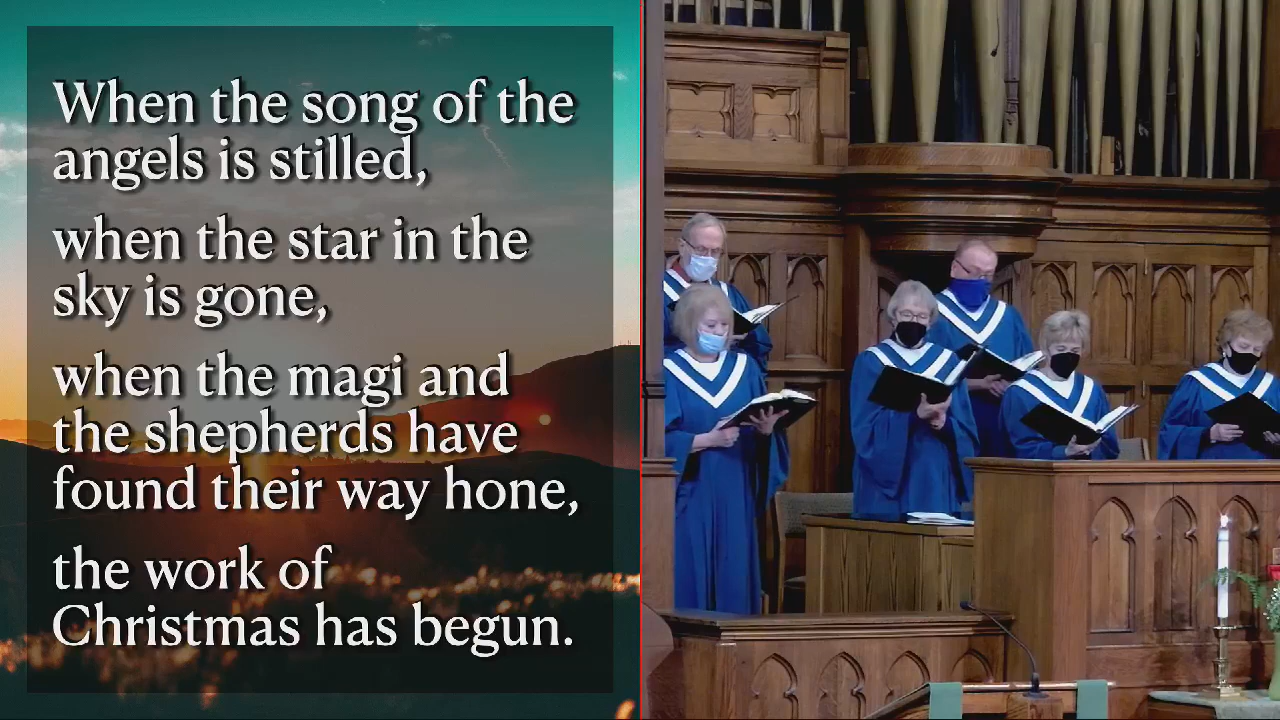 When the song of the
angels is stilled,
when the star in the
sky is gone,
when the magi and
the shepherds have
found their way hone,
the work of
Christmas has begun.